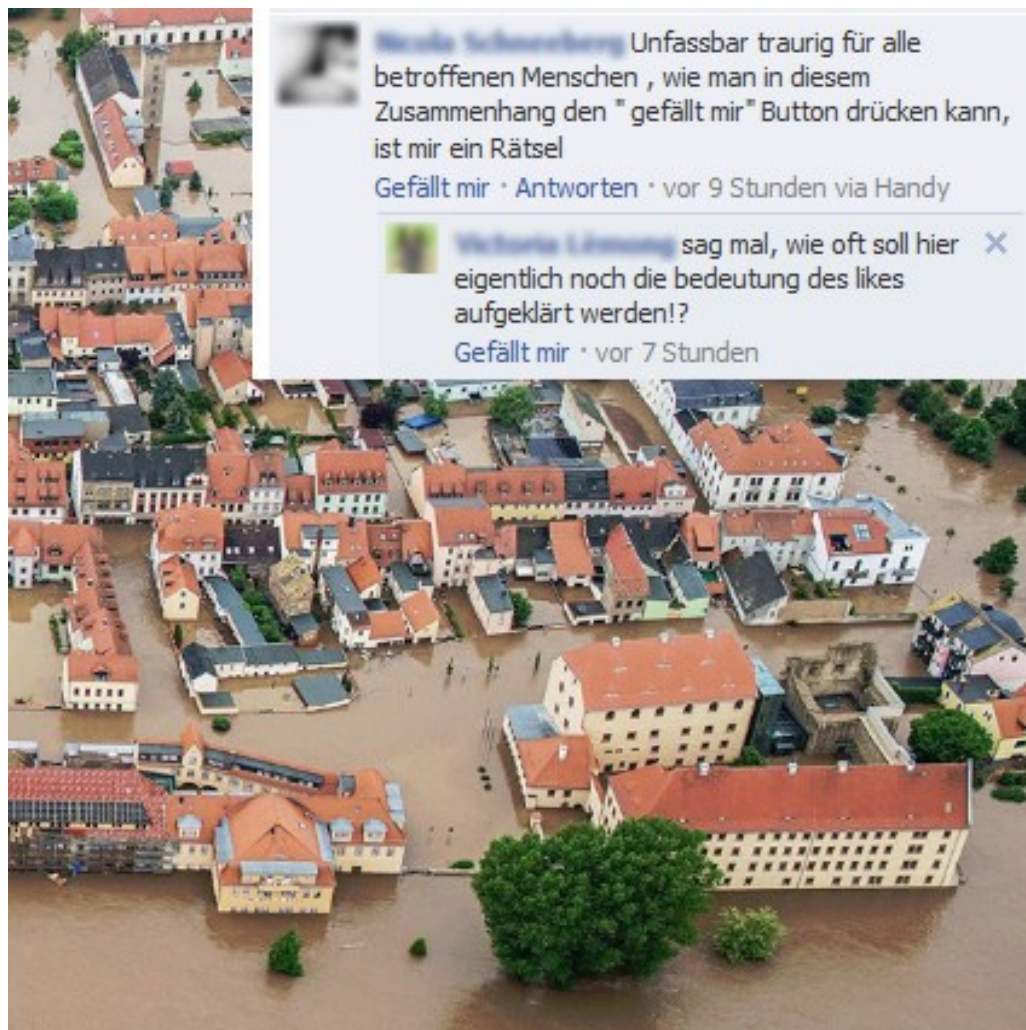 Unfassbar traurig für alle
betroffenen Menschen , wie man in diesem
Zusammenhang den " gefällt mir" Button drücken kann,
ist mir ein Rätsel
Gefällt mir · Antworten · vor 9 Stunden via Handy
sag mal, wie oft soll hier
eigentlich noch die bedeutung des likes
aufgeklärt werden!?
Gefällt mir · vor 7 Stunden